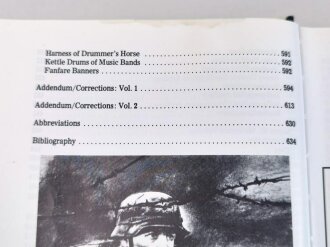 Harness of Drummer's Horse ........ 591
Kettle Drums of Music Bands ........ 592
Fanfare Banners ........ 593
Addendum/Corrections: Vol. 1 ........ 594
Addendum/Corrections: Vol. 2 ........ 613
Abbreviations ........ 630
Bibliography ........ 634